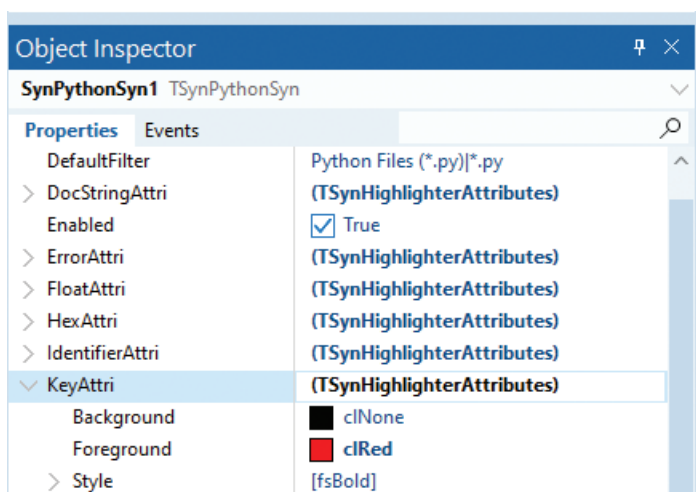 Object Inspector
SynPythonSyn1 TSynPythonSyn
Properties Events
DefaultFilter Python Files (*.py)|*.py
DocStringAttri (TSynHighlighterAttributes)
Enabled True
ErrorAttri (TSynHighlighterAttributes)
FloatAttri (TSynHighlighterAttributes)
HexAttri (TSynHighlighterAttributes)
IdentifierAttri (TSynHighlighterAttributes)
KeyAttri (TSynHighlighterAttributes)
Background clNone
Foreground clRed
Style [fsBold]